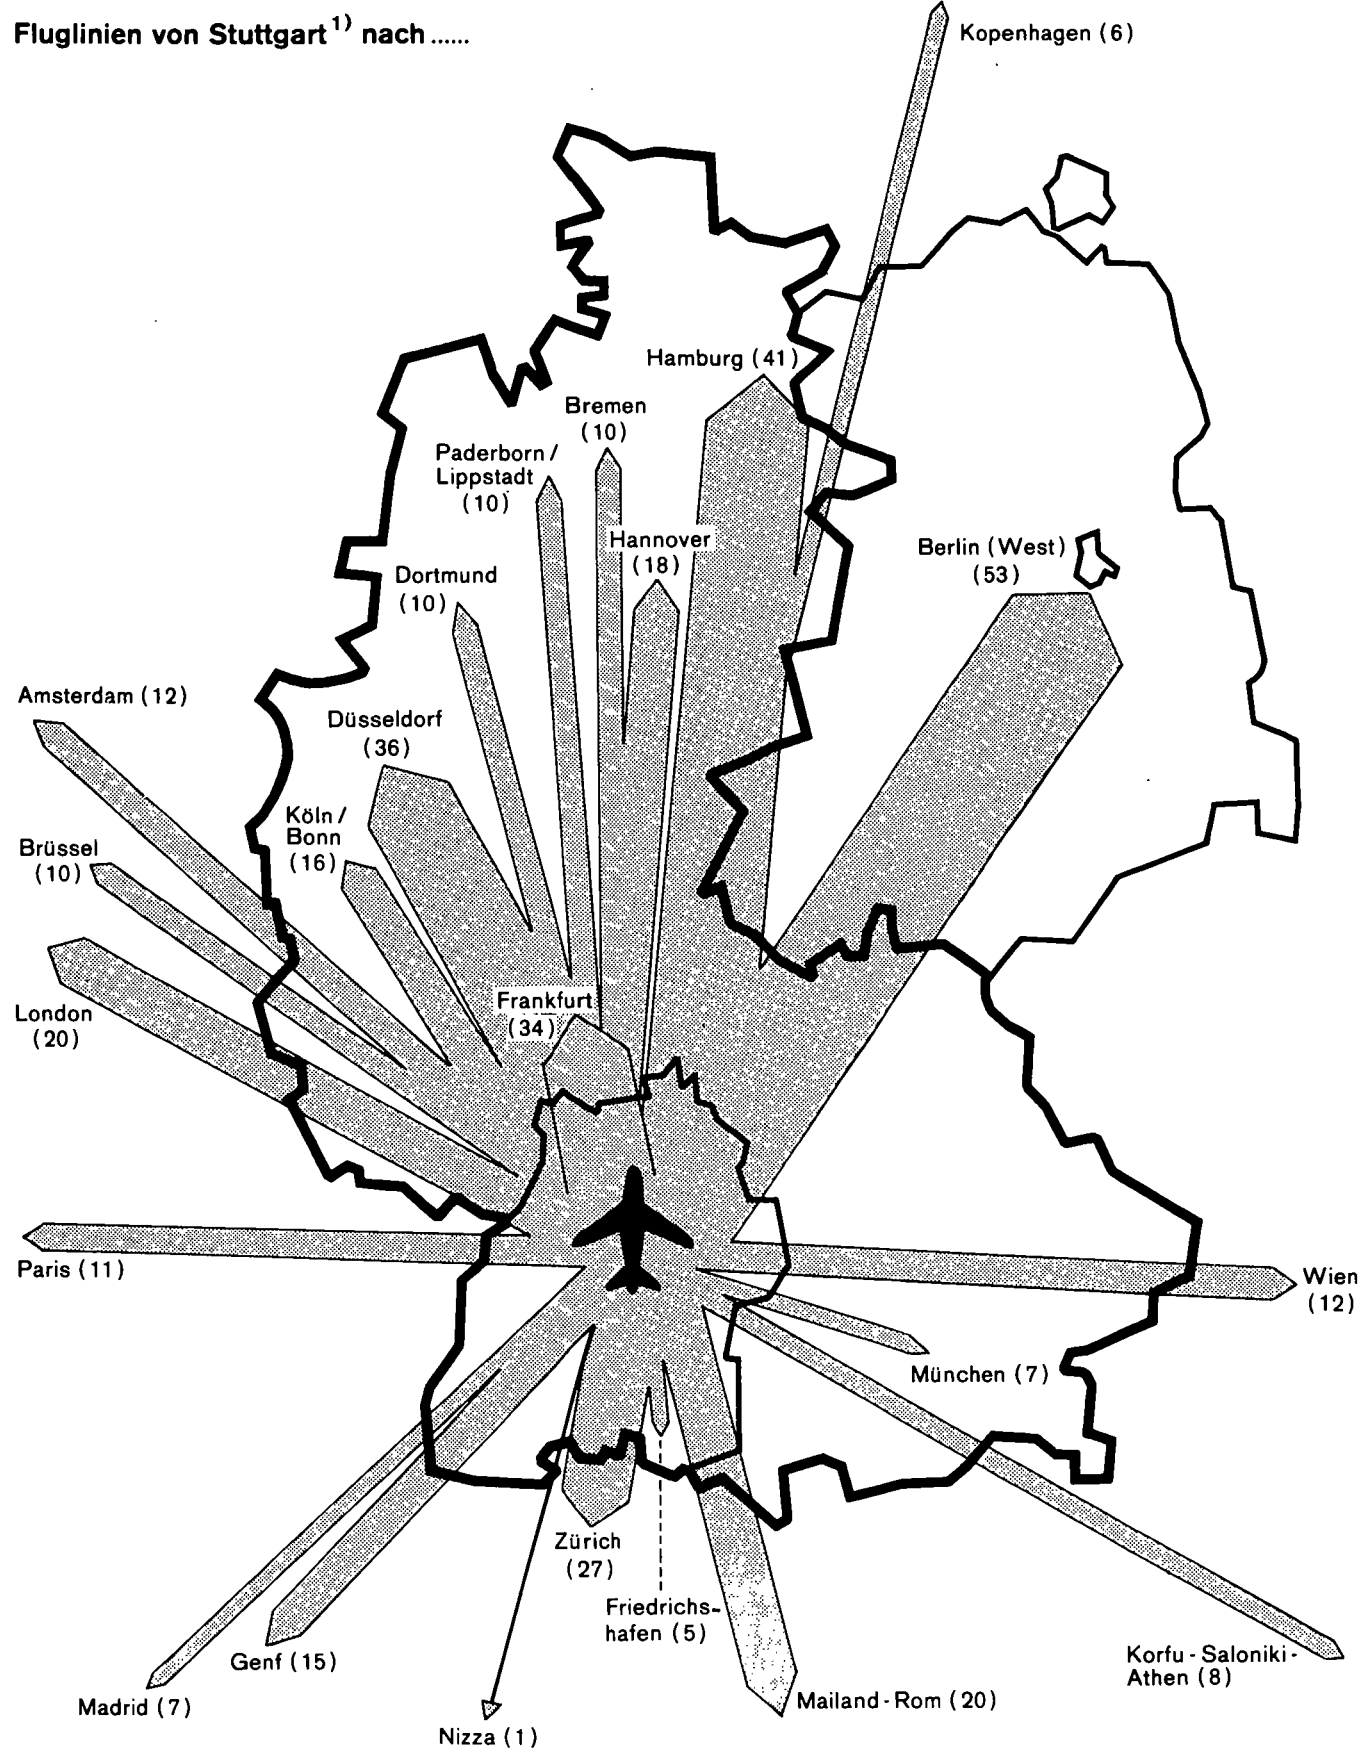 Fluglinien von Stuttgart 1) nach ......
Kopenhagen (6)
Hamburg (41)
Bremen
(10)
Paderborn /
Lippstadt
(10)
Hannover
(18)
Berlin (West)
(53)
Dortmund
(10)
Amsterdam (12)
Düsseldorf
(36)
Köln /
Bonn
(16)
Brüssel
(10)
London
(20)
Frankfurt
(34)
Paris (11)
Wien
(12)
München (7)
Zürich
(27)
Friedrichs-
hafen (5)
Genf (15)
Madrid (7)
Nizza (1)
Mailand - Rom (20)
Korfu - Saloniki -
Athen (8)